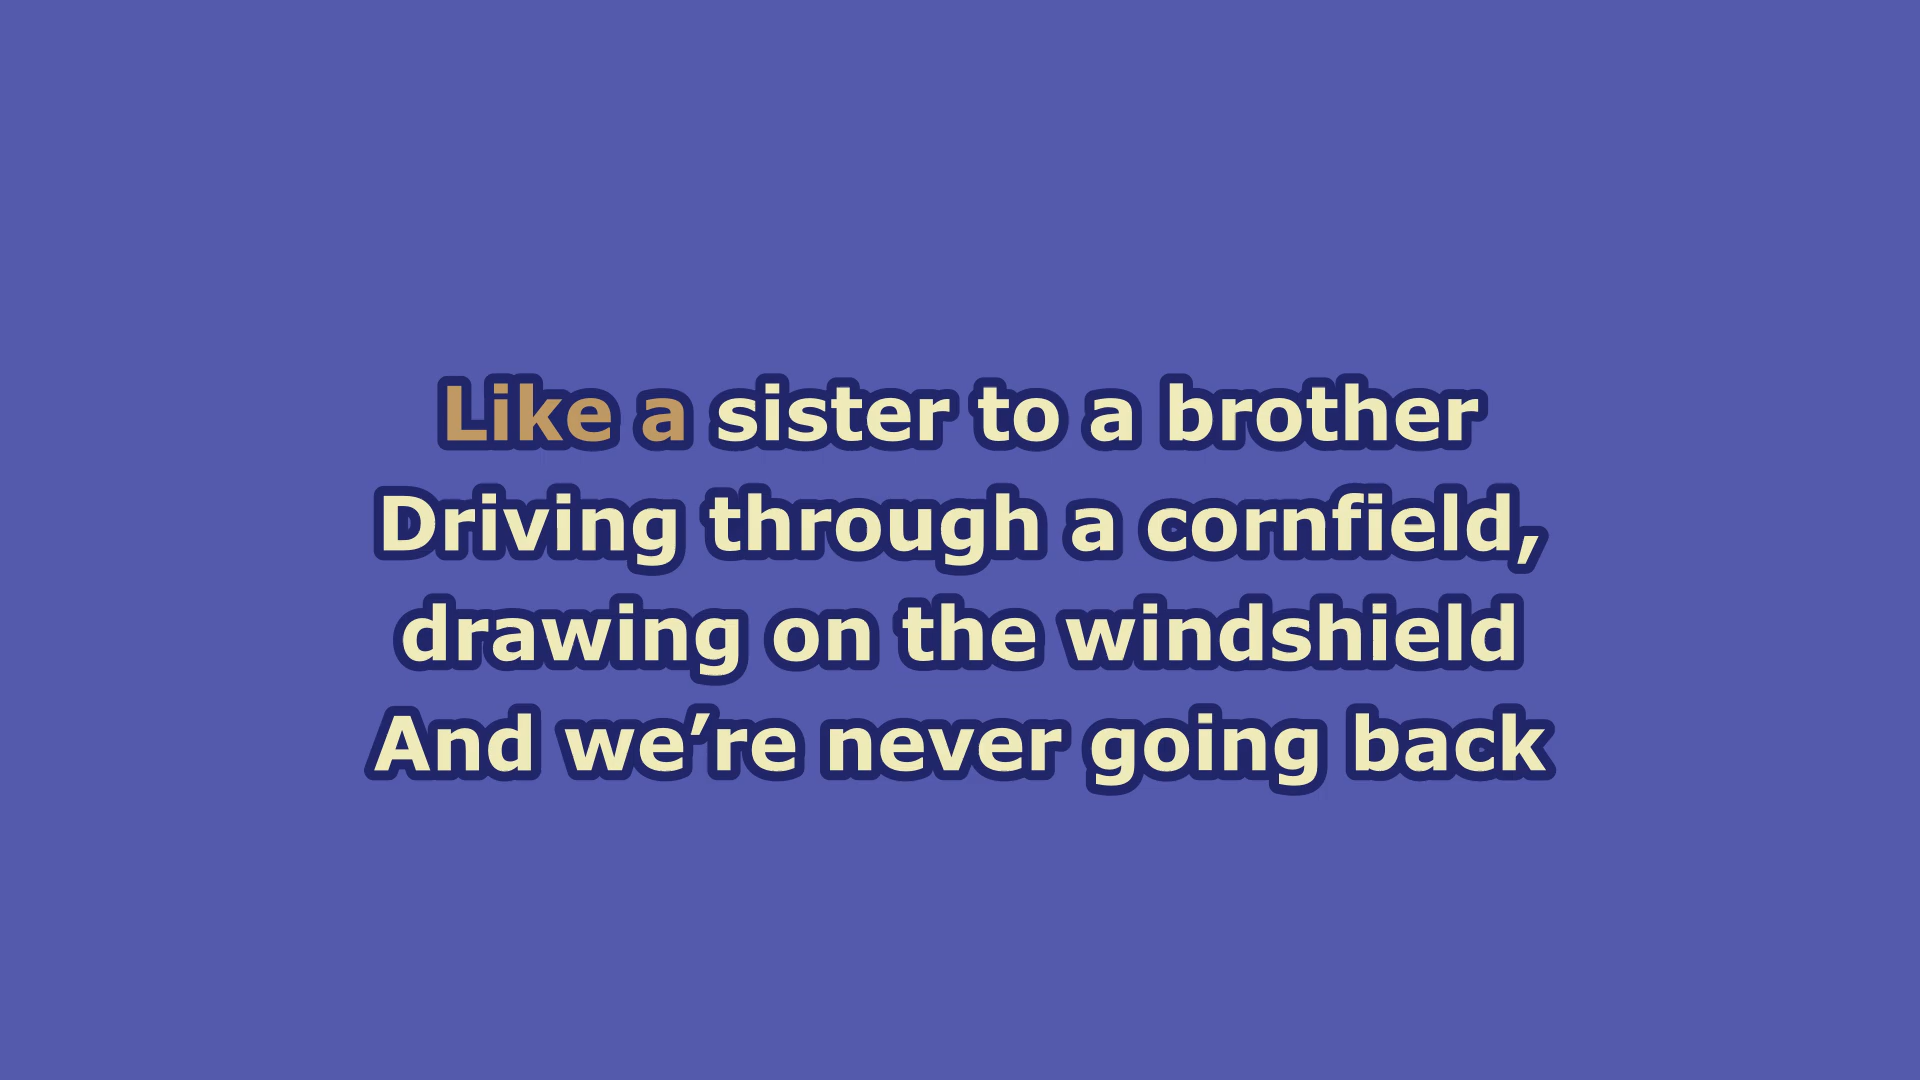 Like a sister to a brother
Driving through a cornfield,
drawing on the windshield
And we’re never going back